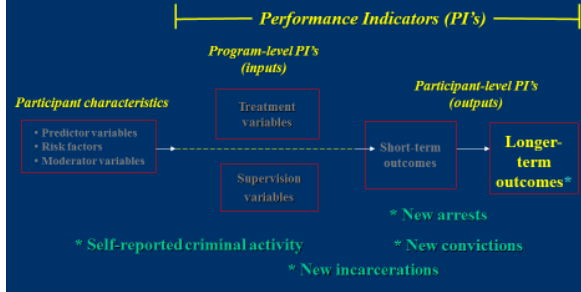 Performance Indicators (PI's)
Program-level PI's
(inputs)
Participant-level PI's
(outputs)
Participant characteristics
• Predictor variables
• Risk factors
• Moderator variables
Treatment
variables
Supervision
variables
Short-term
outcomes
Longer-
term
outcomes*
* New arrests
* Self-reported criminal activity
* New convictions
* New incarcerations